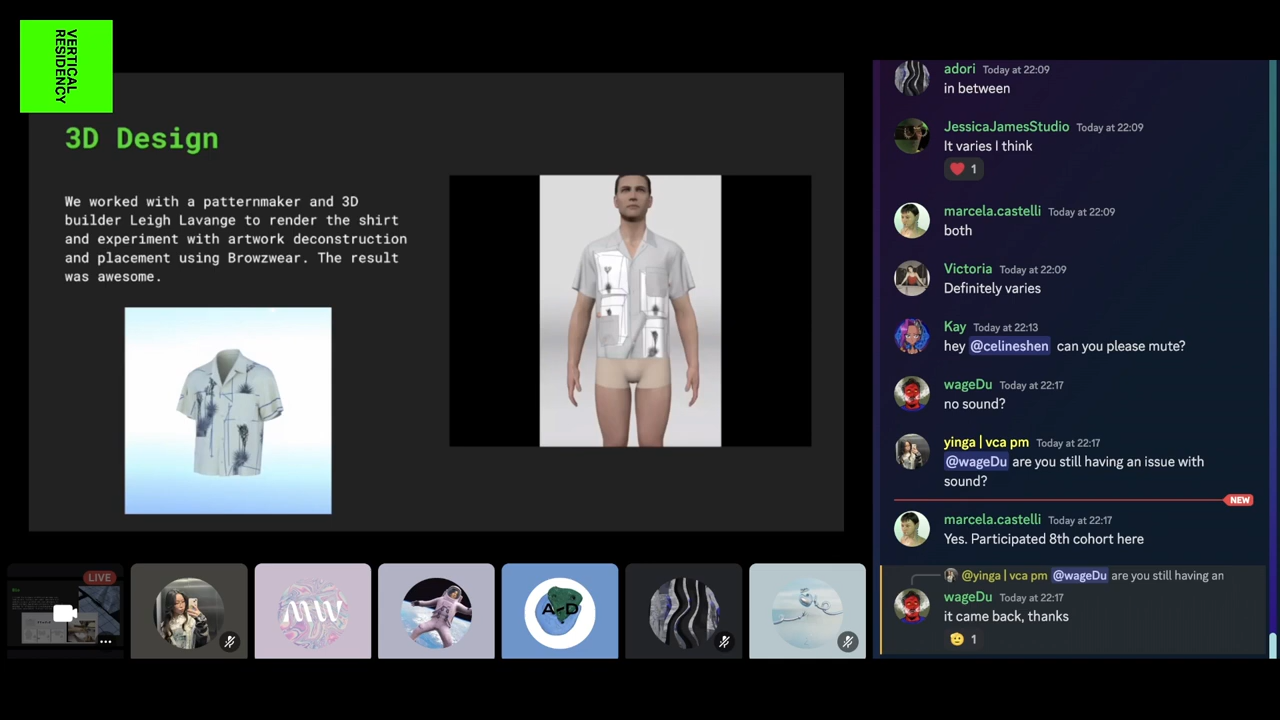 VERTICAL
RESIDENCY
3D Design
We worked with a patternmaker and 3D
builder Leigh Lavange to render the shirt
and experiment with artwork deconstruction
and placement using Browzwear. The result
was awesome.
LIVE
A-D
adori Today at 22:09
in between
JessicaJamesStudio Today at 22:09
It varies I think
1
marcela.castelli Today at 22:09
both
Victoria Today at 22:09
Definitely varies
Kay Today at 22:13
hey @celineshen can you please mute?
wageDu Today at 22:17
no sound?
yinga | vca pm Today at 22:17
@wageDu are you still having an issue with
sound?
NEW
marcela.castelli Today at 22:17
Yes. Participated 8th cohort here
@yinga | vca pm @wageDu are you still having an
wageDu Today at 22:17
it came back, thanks
1